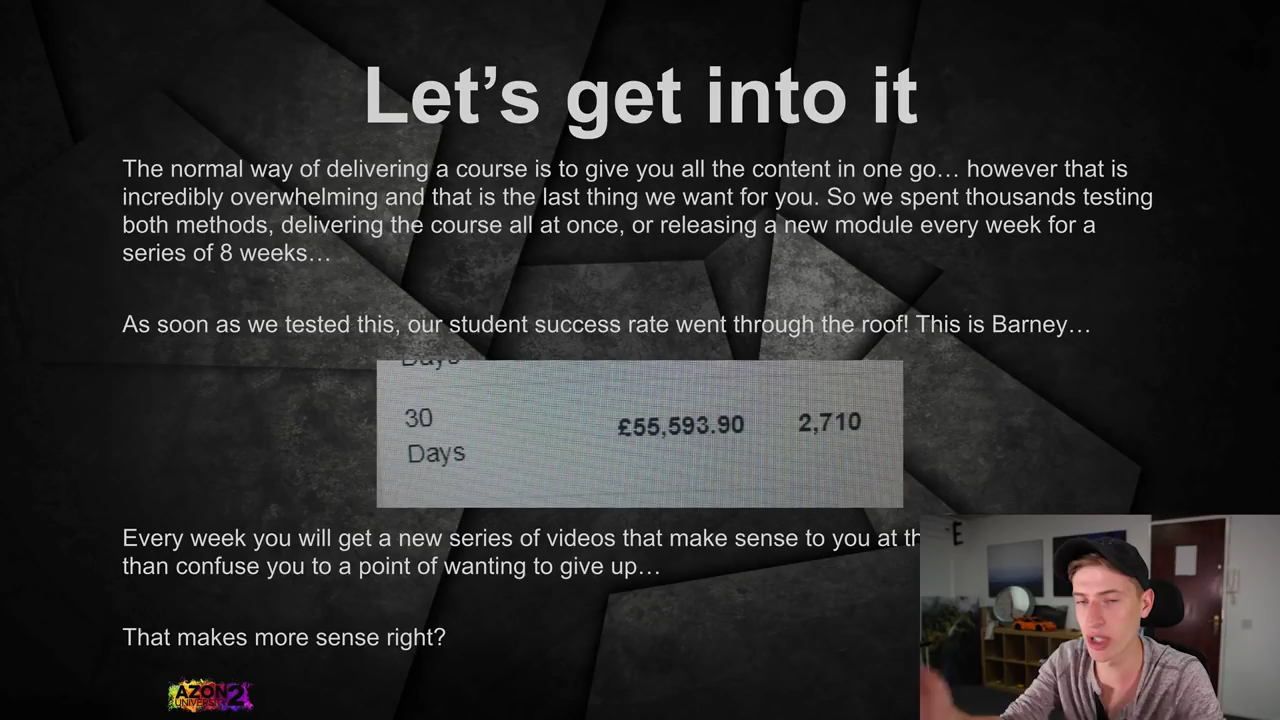 Let's get into it
The normal way of delivering a course is to give you all the content in one go… however that is
incredibly overwhelming and that is the last thing we want for you. So we spent thousands testing
both methods, delivering the course all at once, or releasing a new module every week for a
series of 8 weeks…
As soon as we tested this, our student success rate went through the roof! This is Barney…
Days
30
£55,593.90
2,710
Days
Every week you will get a new series of videos that make sense to you at th
than confuse you to a point of wanting to give up…
That makes more sense right?
AZON 2
UNIVERSITY
E